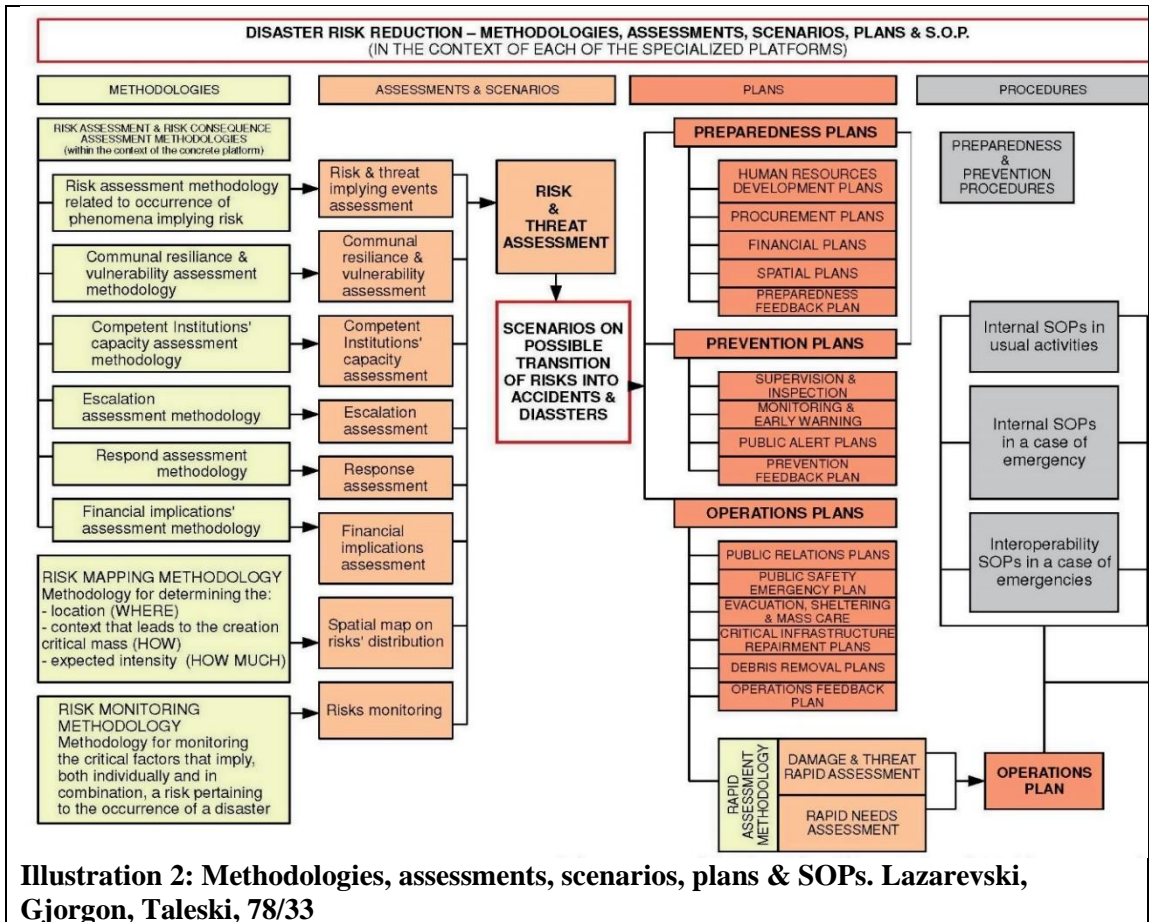 DISASTER RISK REDUCTION – METHODOLOGIES, ASSESSMENTS, SCENARIOS, PLANS & S.O.P.
(IN THE CONTEXT OF EACH OF THE SPECIALIZED PLATFORMS)
METHODOLOGIES
RISK ASSESSMENT & RISK CONSEQUENCE
ASSESSMENT METHODOLOGIES
(within the context of the concrete platform)
Risk assessment methodology
related to occurrence of
phenomena implying risk
Communal resiliance &
vulnerability assessment
methodology
Competent Institutions'
capacity assessment
methodology
Escalation
assessment methodology
Respond assessment
methodology
Financial implications'
assessment methodology
RISK MAPPING METHODOLOGY
Methodology for determining the:
- location (WHERE)
- context that leads to the creation
critical mass (HOW)
- expected intensity (HOW MUCH)
RISK MONITORING
METHODOLOGY
Methodology for monitoring
the critical factors that imply,
both individually and in
combination, a risk pertaining
to the occurrence of a disaster
ASSESSMENTS & SCENARIOS
Risk & threat
implying events
assessment
Communal
resiliance &
vulnerability
assessment
Competent
Institutions'
capacity
assessment
Escalation
assessment
Response
assessment
Financial
implications
assessment
Spatial map on
risks' distribution
Risks monitoring
RISK
&
THREAT
ASSESSMENT
SCENARIOS ON
POSSIBLE
TRANSITION
OF RISKS INTO
ACCIDENTS &
DIASSTERS
PLANS
PREPAREDNESS PLANS
HUMAN RESOURCES
DEVELOPMENT PLANS
PROCUREMENT PLANS
FINANCIAL PLANS
SPATIAL PLANS
PREPAREDNESS
FEEDBACK PLAN
PREVENTION PLANS
SUPERVISION &
INSPECTION
MONITORING &
EARLY WARNING
PUBLIC ALERT PLANS
PREVENTION
FEEDBACK PLAN
OPERATIONS PLANS
PUBLIC RELATIONS PLANS
PUBLIC SAFETY
EMERGENCY PLAN
EVACUATION, SHELTERING
& MASS CARE
CRITICAL INFRASTRUCTURE
REPAIRMENT PLANS
DEBRIS REMOVAL PLANS
OPERATIONS FEEDBACK
PLAN
RAPID
ASSESSMENT
METHODOLOGY
DAMAGE & THREAT
RAPID ASSESSMENT
RAPID NEEDS
ASSESSMENT
OPERATIONS
PLAN
PROCEDURES
PREPAREDNESS
&
PREVENTION
PROCEDURES
Internal SOPs in
usual activities
Internal SOPs
in a case of
emergency
Interoperability
SOPs in a case of
emergencies
Illustration 2: Methodologies, assessments, scenarios, plans & SOPs. Lazarevski,
Gjorgon, Taleski, 78/33